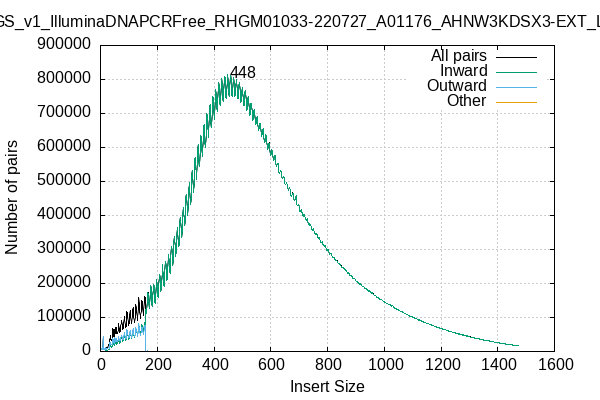 GS_v1_IlluminaDNAPCRFree_RHGM01033-220727_A01176_AHNW3KDSX3-EXT_L
900000
800000
700000
600000
500000
400000
300000
200000
100000
0
Number of pairs
448
All pairs
Inward
Outward
Other
0 200 400 600 800 1000 1200 1400 1600
Insert Size